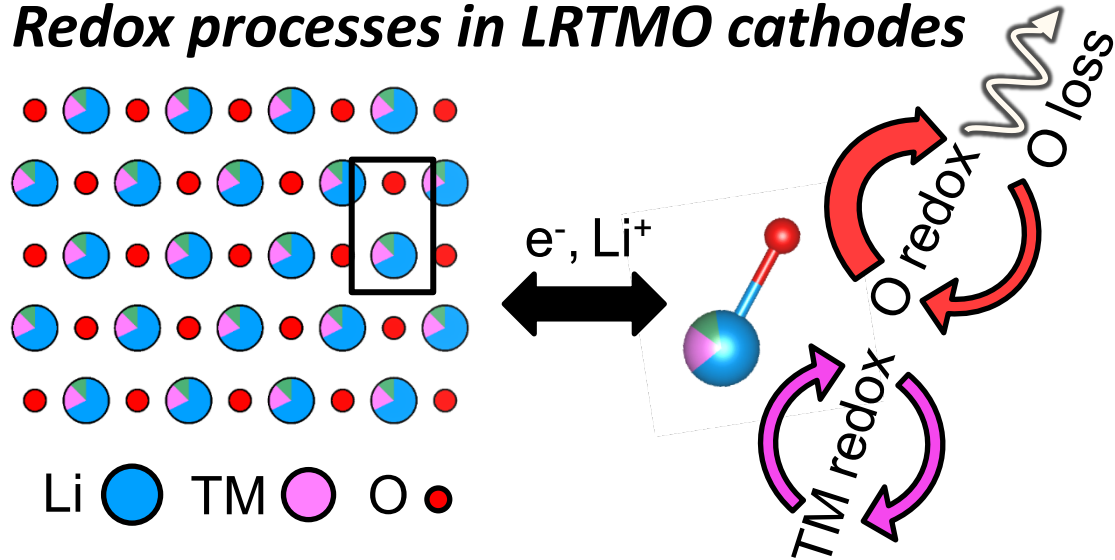 Redox processes in LRTMO cathodes
O loss
O redox
e⁻, Li⁺
TM redox
Li TM O